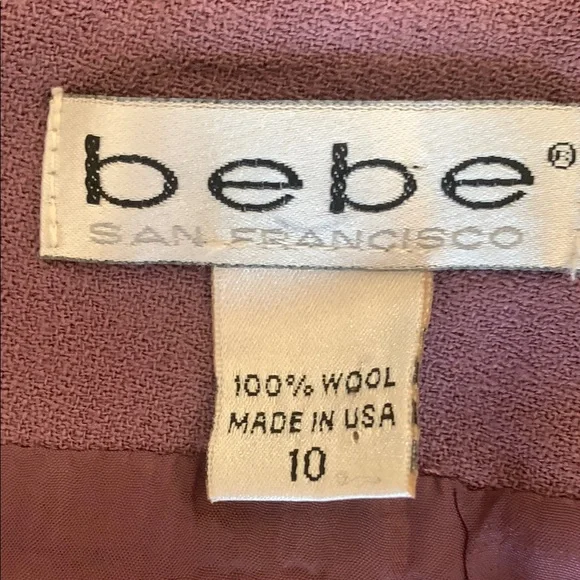 bebe®
SAN FRANCISCO
100% WOOL
MADE IN USA
10